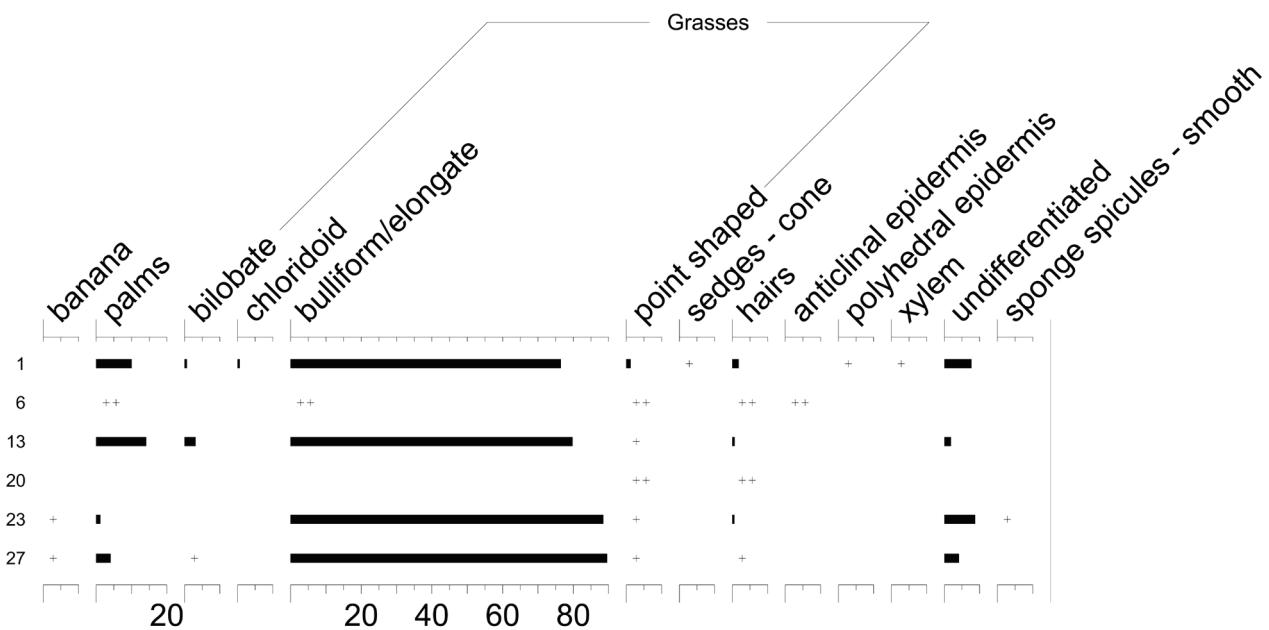 Grasses
banana
palms
bilobate
chloridoid
bulliform/elongate
point shaped
sedges - cone
hairs
anticlinal epidermis
polyhedral epidermis
xylem
undifferentiated
sponge spicules - smooth
1 + + +
6 ++ ++ ++ ++ ++
13 +
20 ++ ++
23 + + +
27 + + + +
20 20 40 60 80